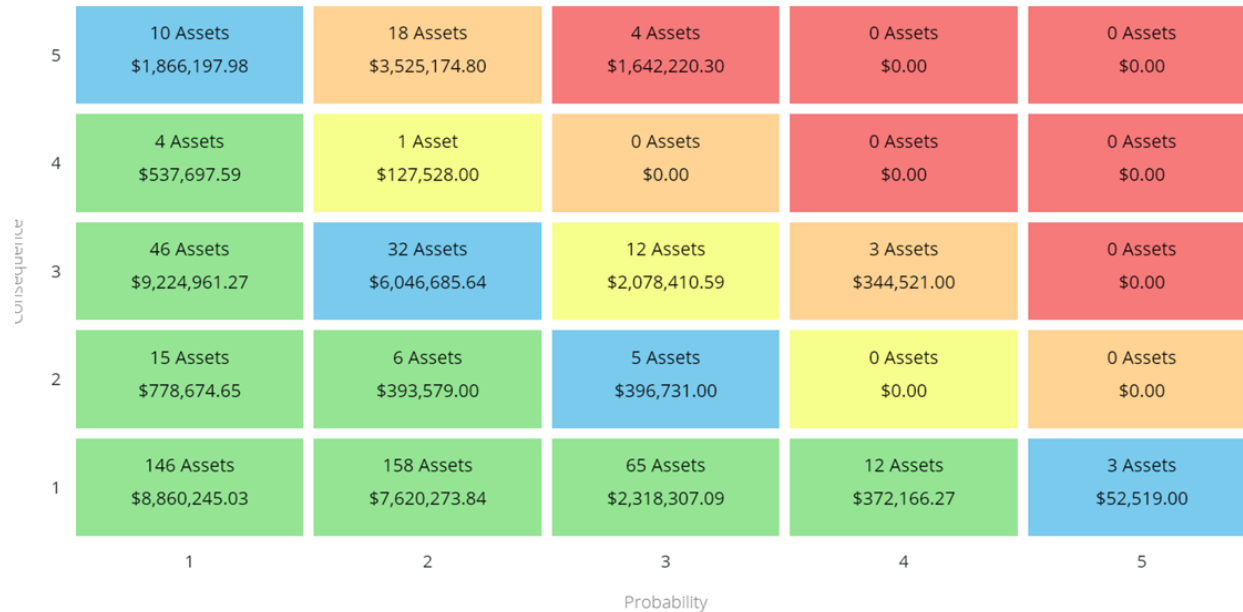 5
10 Assets
$1,866,197.98
18 Assets
$3,525,174.80
4 Assets
$1,642,220.30
0 Assets
$0.00
0 Assets
$0.00
4
4 Assets
$537,697.59
1 Asset
$127,528.00
0 Assets
$0.00
0 Assets
$0.00
0 Assets
$0.00
3
46 Assets
$9,224,961.27
32 Assets
$6,046,685.64
12 Assets
$2,078,410.59
3 Assets
$344,521.00
0 Assets
$0.00
2
15 Assets
$778,674.65
6 Assets
$393,579.00
5 Assets
$396,731.00
0 Assets
$0.00
0 Assets
$0.00
1
146 Assets
$8,860,245.03
158 Assets
$7,620,273.84
65 Assets
$2,318,307.09
12 Assets
$372,166.27
3 Assets
$52,519.00
1
2
3
4
5
Probability